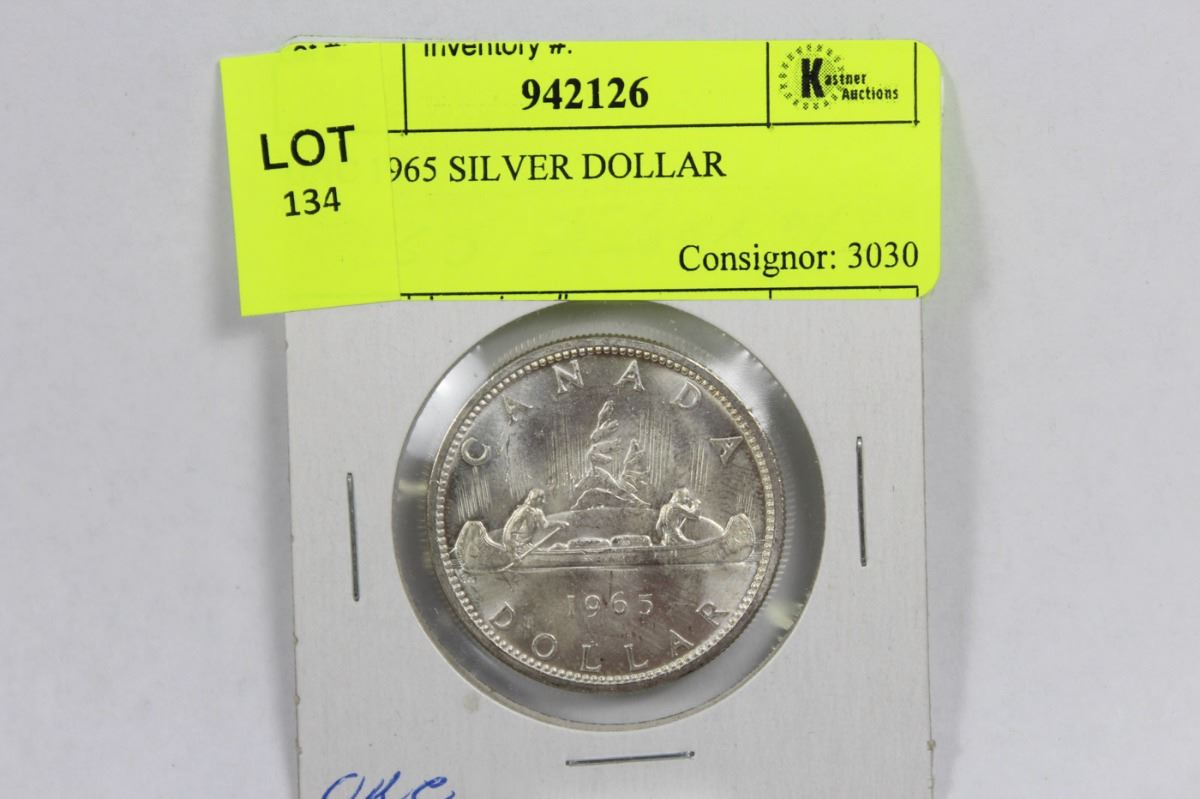 Inventory #:
942126
Kastner
Auctions
LOT
134
965 SILVER DOLLAR
Consignor: 3030
CANADA
1965
DOLLAR